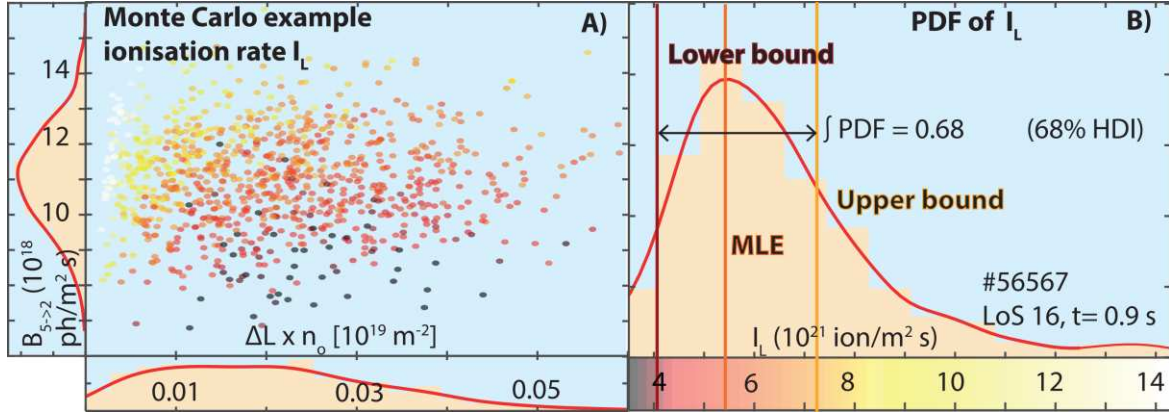 Monte Carlo example
ionisation rate I_L
A)
14
12
10
B_5->2 (10^18
ph/m^2 s)
ΔL x n_o [10^19 m^-2]
0.01
0.03
0.05
PDF of I_L
B)
Lower bound
∫ PDF = 0.68 (68% HDI)
Upper bound
MLE
#56567
LoS 16, t= 0.9 s
I_L (10^21 ion/m^2 s)
4 6 8 10 12 14